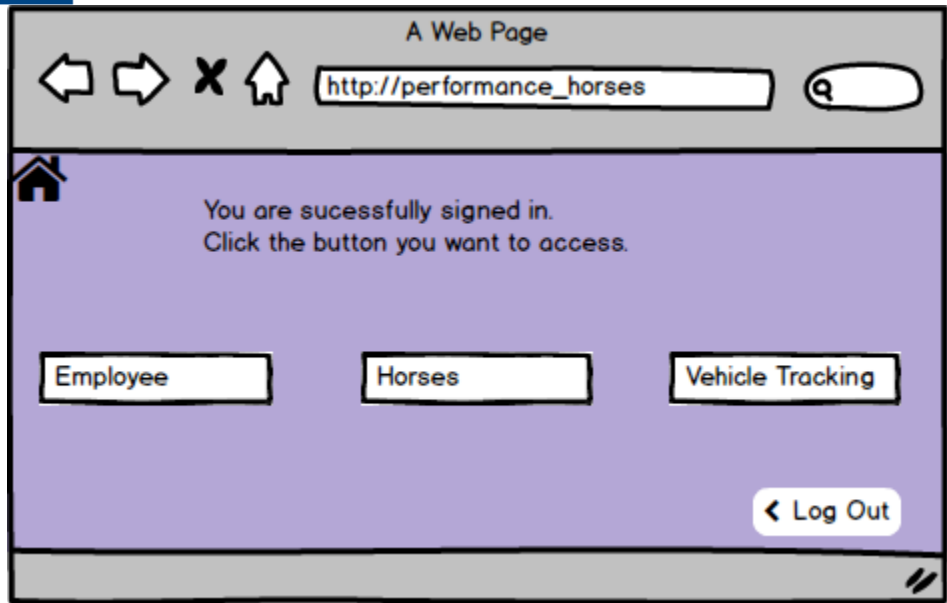 A Web Page
http://performance_horses
You are sucessfully signed in.
Click the button you want to access.
Employee
Horses
Vehicle Tracking
Log Out